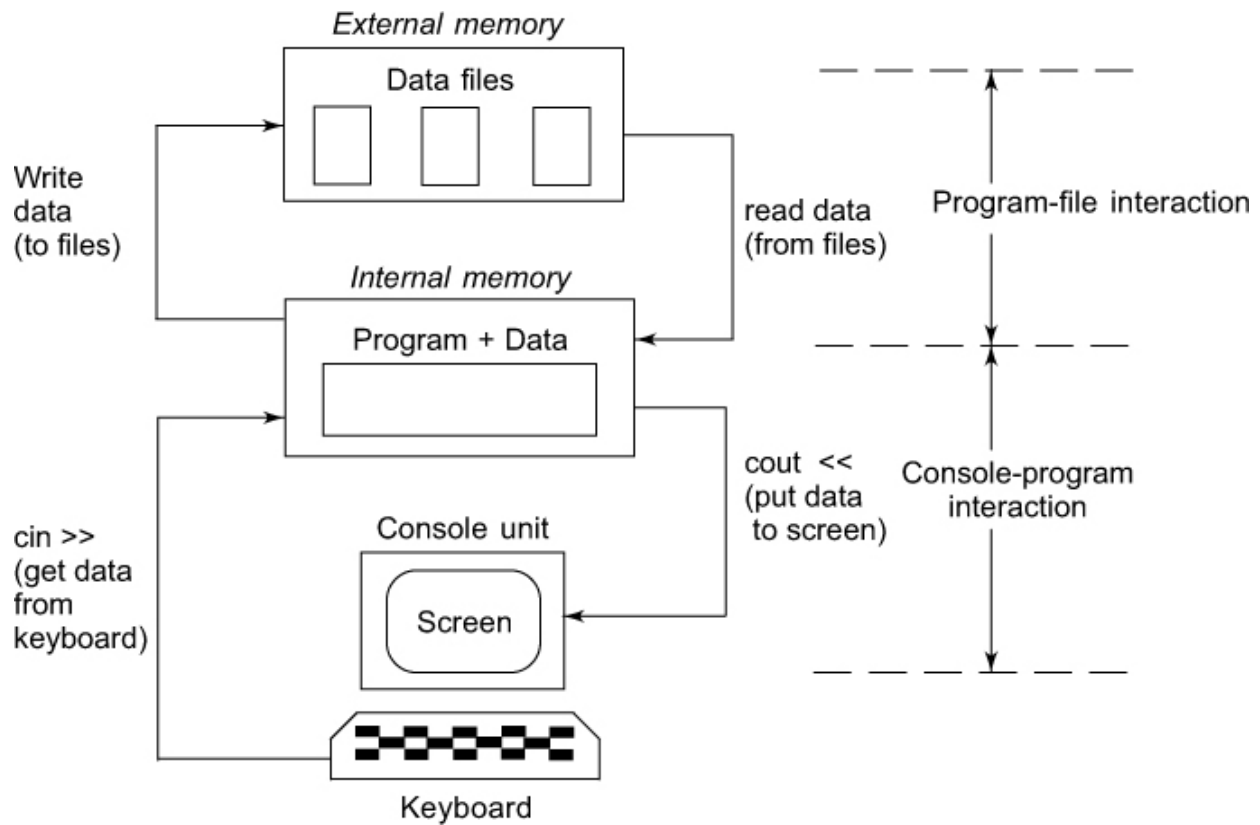 External memory
Data files
Write
data
(to files)
read data
(from files)
Program-file interaction
Internal memory
Program + Data
cin >>
(get data
from
keyboard)
cout <<
(put data
to screen)
Console-program
interaction
Console unit
Screen
Keyboard